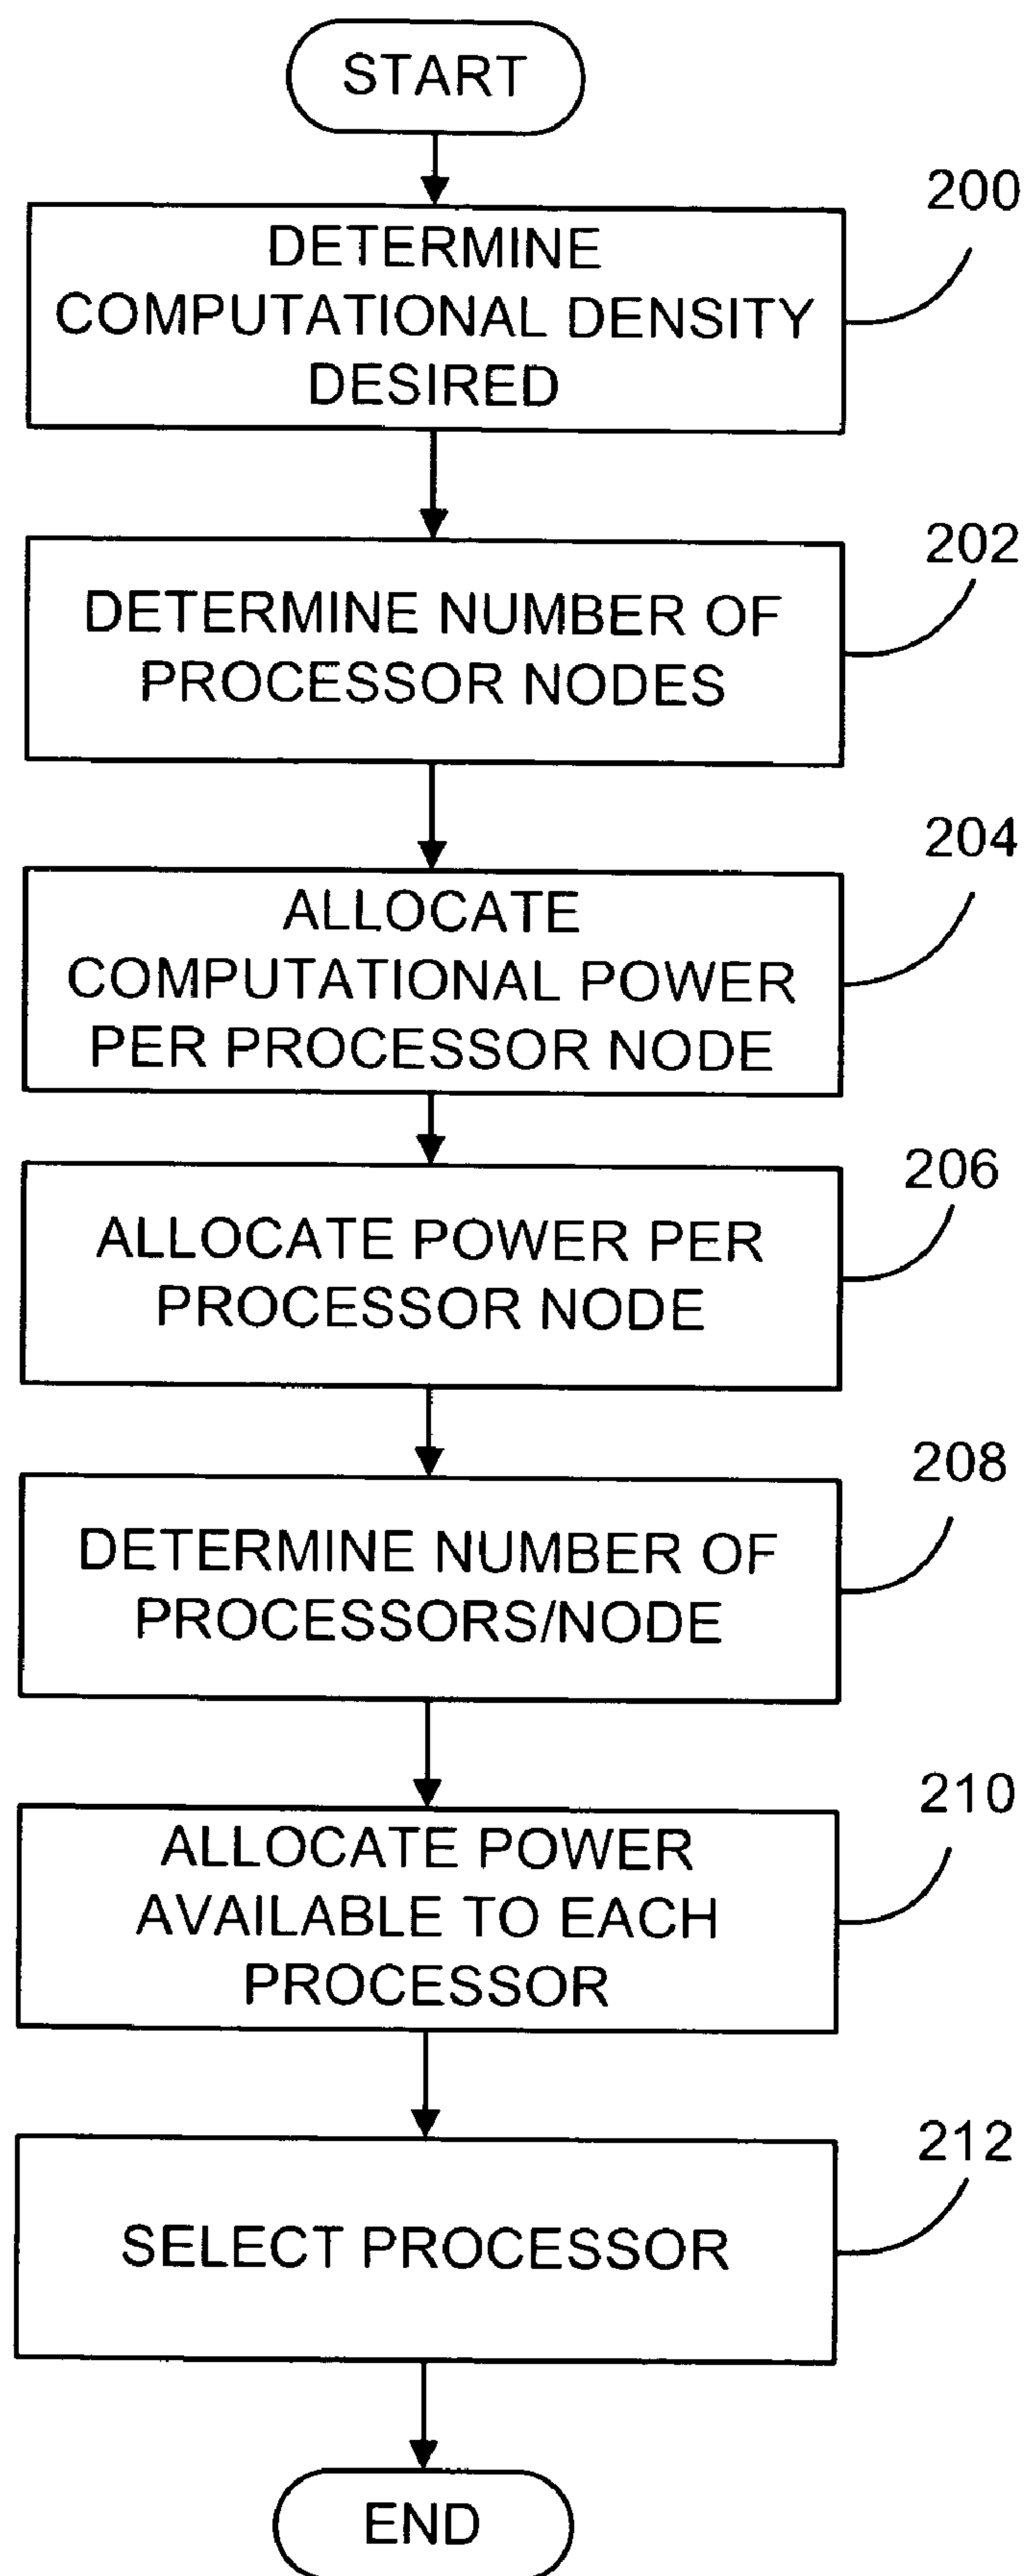 START
200
DETERMINE
COMPUTATIONAL DENSITY
DESIRED
202
DETERMINE NUMBER OF
PROCESSOR NODES
204
ALLOCATE
COMPUTATIONAL POWER
PER PROCESSOR NODE
206
ALLOCATE POWER PER
PROCESSOR NODE
208
DETERMINE NUMBER OF
PROCESSORS/NODE
210
ALLOCATE POWER
AVAILABLE TO EACH
PROCESSOR
212
SELECT PROCESSOR
END